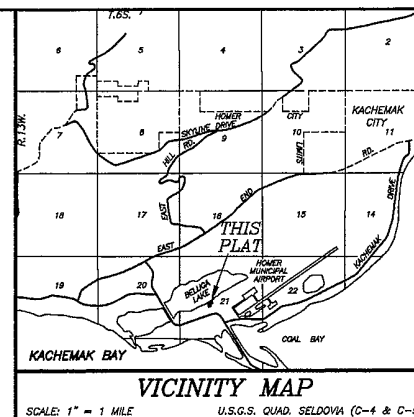 T.6S.
6 5 4 3 2
R.13W.
HOMER CITY
KACHEMAK
CITY
7 8 SKYLINE DRIVE 9 10 LIMITS 11
HILL RD.
RD.
18 17 16 15 14
EAST
END
EAST
THIS
PLAT
KACHEMAK DRIVE
HOMER
MUNICIPAL
AIRPORT
19 20 BELUGA LAKE 21 22
COAL BAY
KACHEMAK BAY
VICINITY MAP
SCALE: 1" = 1 MILE U.S.G.S. QUAD. SELDOVIA (C-4 & C-